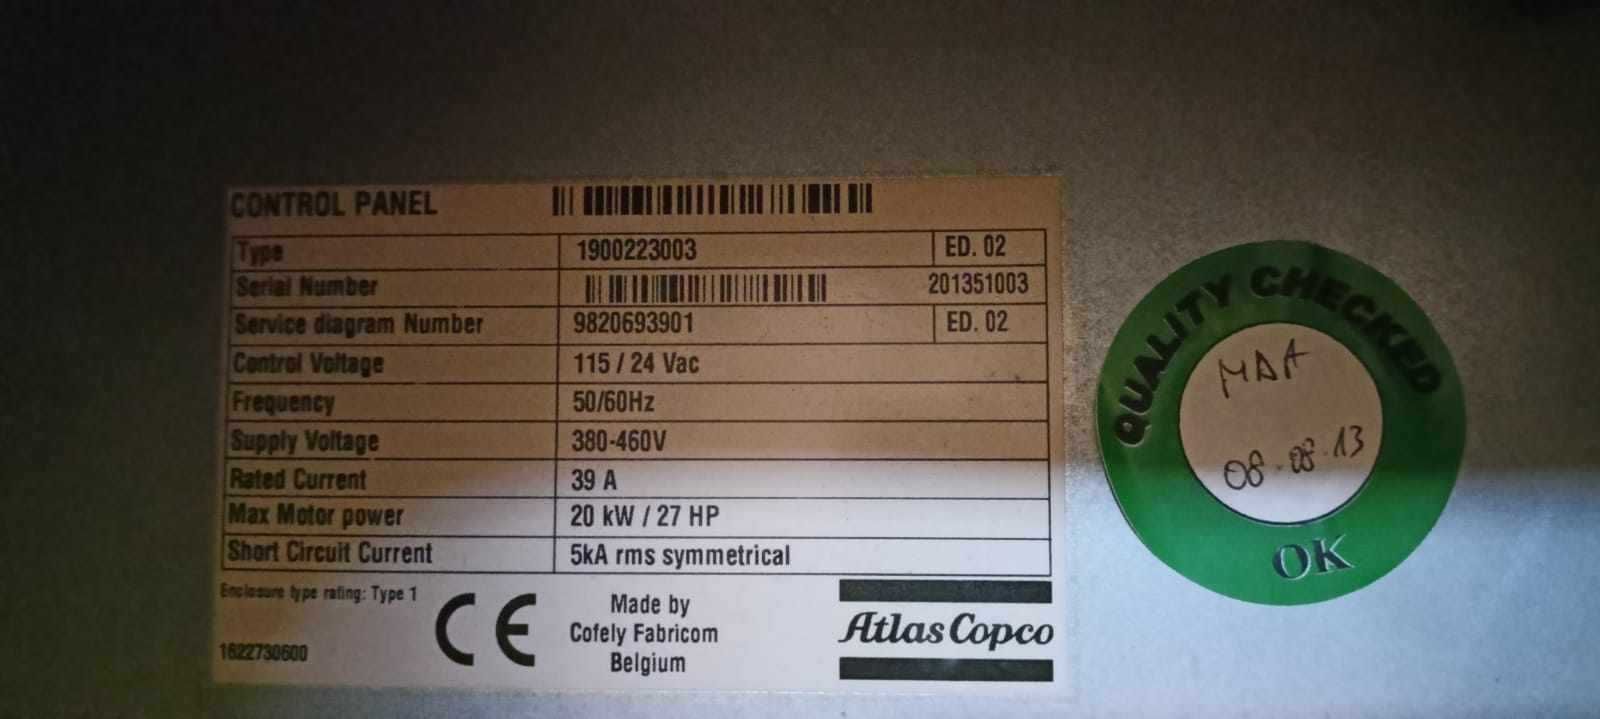 CONTROL PANEL
Type 1900223003 ED. 02
Serial Number 201351003
Service diagram Number 9820693901 ED. 02
Control Voltage 115 / 24 Vac
Frequency 50/60Hz
Supply Voltage 380-460V
Rated Current 39 A
Max Motor power 20 kW / 27 HP
Short Circuit Current 5kA rms symmetrical
Enclosure type rating: Type 1
1622730600
CE
Made by
Cofely Fabricom
Belgium
Atlas Copco
QUALITY CHECKED
MAA
08.08.13
OK